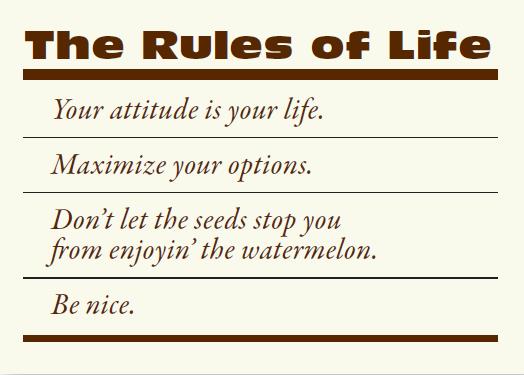 The Rules of Life
Your attitude is your life.
Maximize your options.
Don’t let the seeds stop you
from enjoyin’ the watermelon.
Be nice.